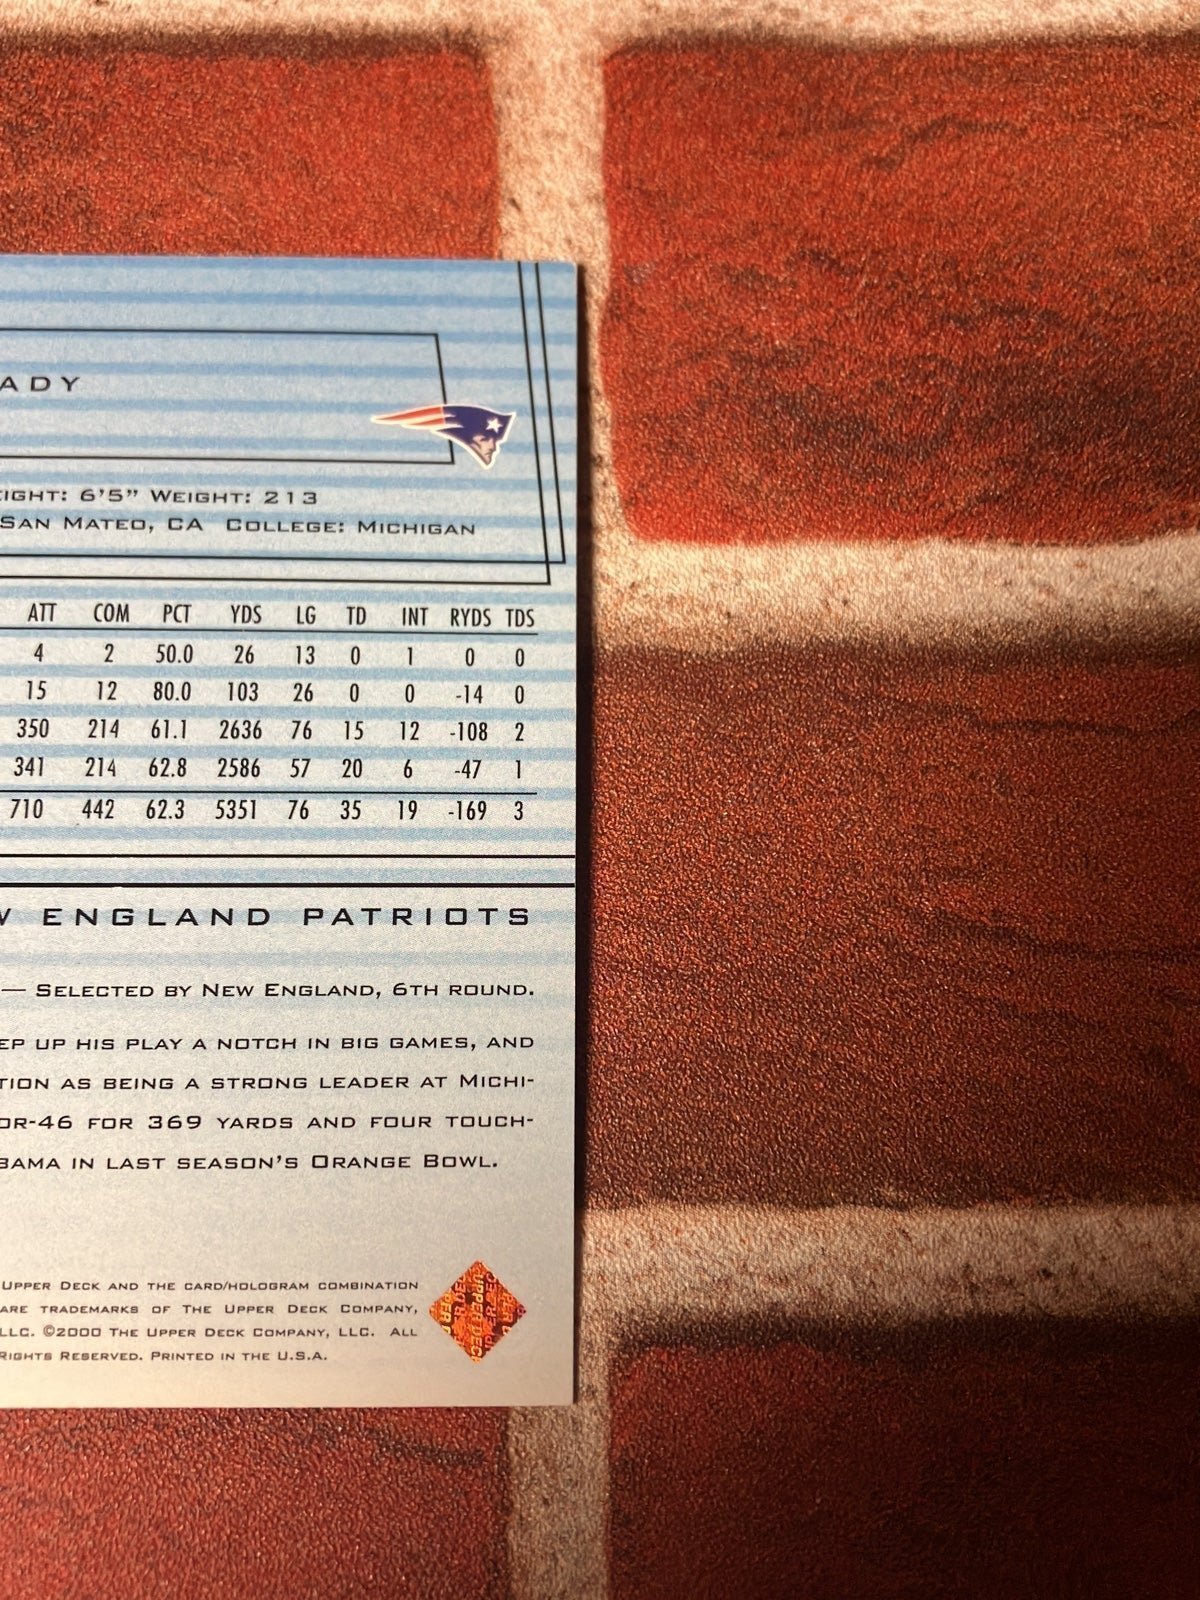 ADY
EIGHT: 6'5" WEIGHT: 213
SAN MATEO, CA COLLEGE: MICHIGAN
ATT COM PCT YDS LG TD INT RYDS TDS
4 2 50.0 26 13 0 1 0 0
15 12 80.0 103 26 0 0 -14 0
350 214 61.1 2636 76 15 12 -108 2
341 214 62.8 2586 57 20 6 -47 1
710 442 62.3 5351 76 35 19 -169 3
W ENGLAND PATRIOTS
— SELECTED BY NEW ENGLAND, 6TH ROUND.
EP UP HIS PLAY A NOTCH IN BIG GAMES, AND
TION AS BEING A STRONG LEADER AT MICHI-
OR-46 FOR 369 YARDS AND FOUR TOUCH-
BAMA IN LAST SEASON'S ORANGE BOWL.
UPPER DECK AND THE CARD/HOLOGRAM COMBINATION
ARE TRADEMARKS OF THE UPPER DECK COMPANY,
LLC. ©2000 THE UPPER DECK COMPANY, LLC. ALL
RIGHTS RESERVED. PRINTED IN THE U.S.A.
UPPER DECK